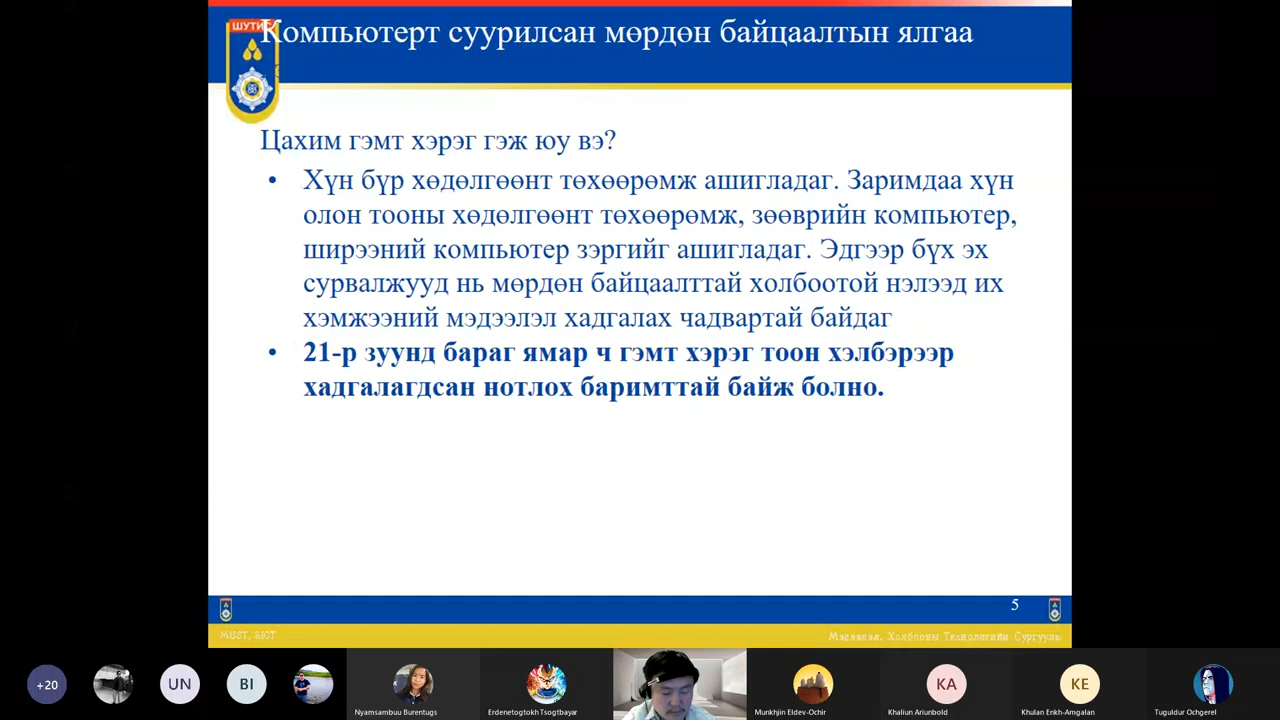 ШУТИС
Компьютерт суурилсан мөрдөн байцаалтын ялгаа
Цахим гэмт хэрэг гэж юу вэ?
• Хүн бүр хөдөлгөөнт төхөөрөмж ашигладаг. Заримдаа хүн
олон тооны хөдөлгөөнт төхөөрөмж, зөөврийн компьютер,
ширээний компьютер зэргийг ашигладаг. Эдгээр бүх эх
сурвалжууд нь мөрдөн байцаалттай холбоотой нэлээд их
хэмжээний мэдээлэл хадгалах чадвартай байдаг
• 21-р зуунд бараг ямар ч гэмт хэрэг тоон хэлбэрээр
хадгалагдсан нотлох баримттай байж болно.
5
MUST, SICT
Мэдээлэл, Холбооны Технологийн Сургууль
+20
UN
BI
KA
KE
Nyamsambuu Burentugs
Erdenetogtokh Tsogtbayar
Munkhjin Eldev-Ochir
Khaliun Ariunbold
Khulan Enkh-Amgalan
Tuguldur Ochgerel